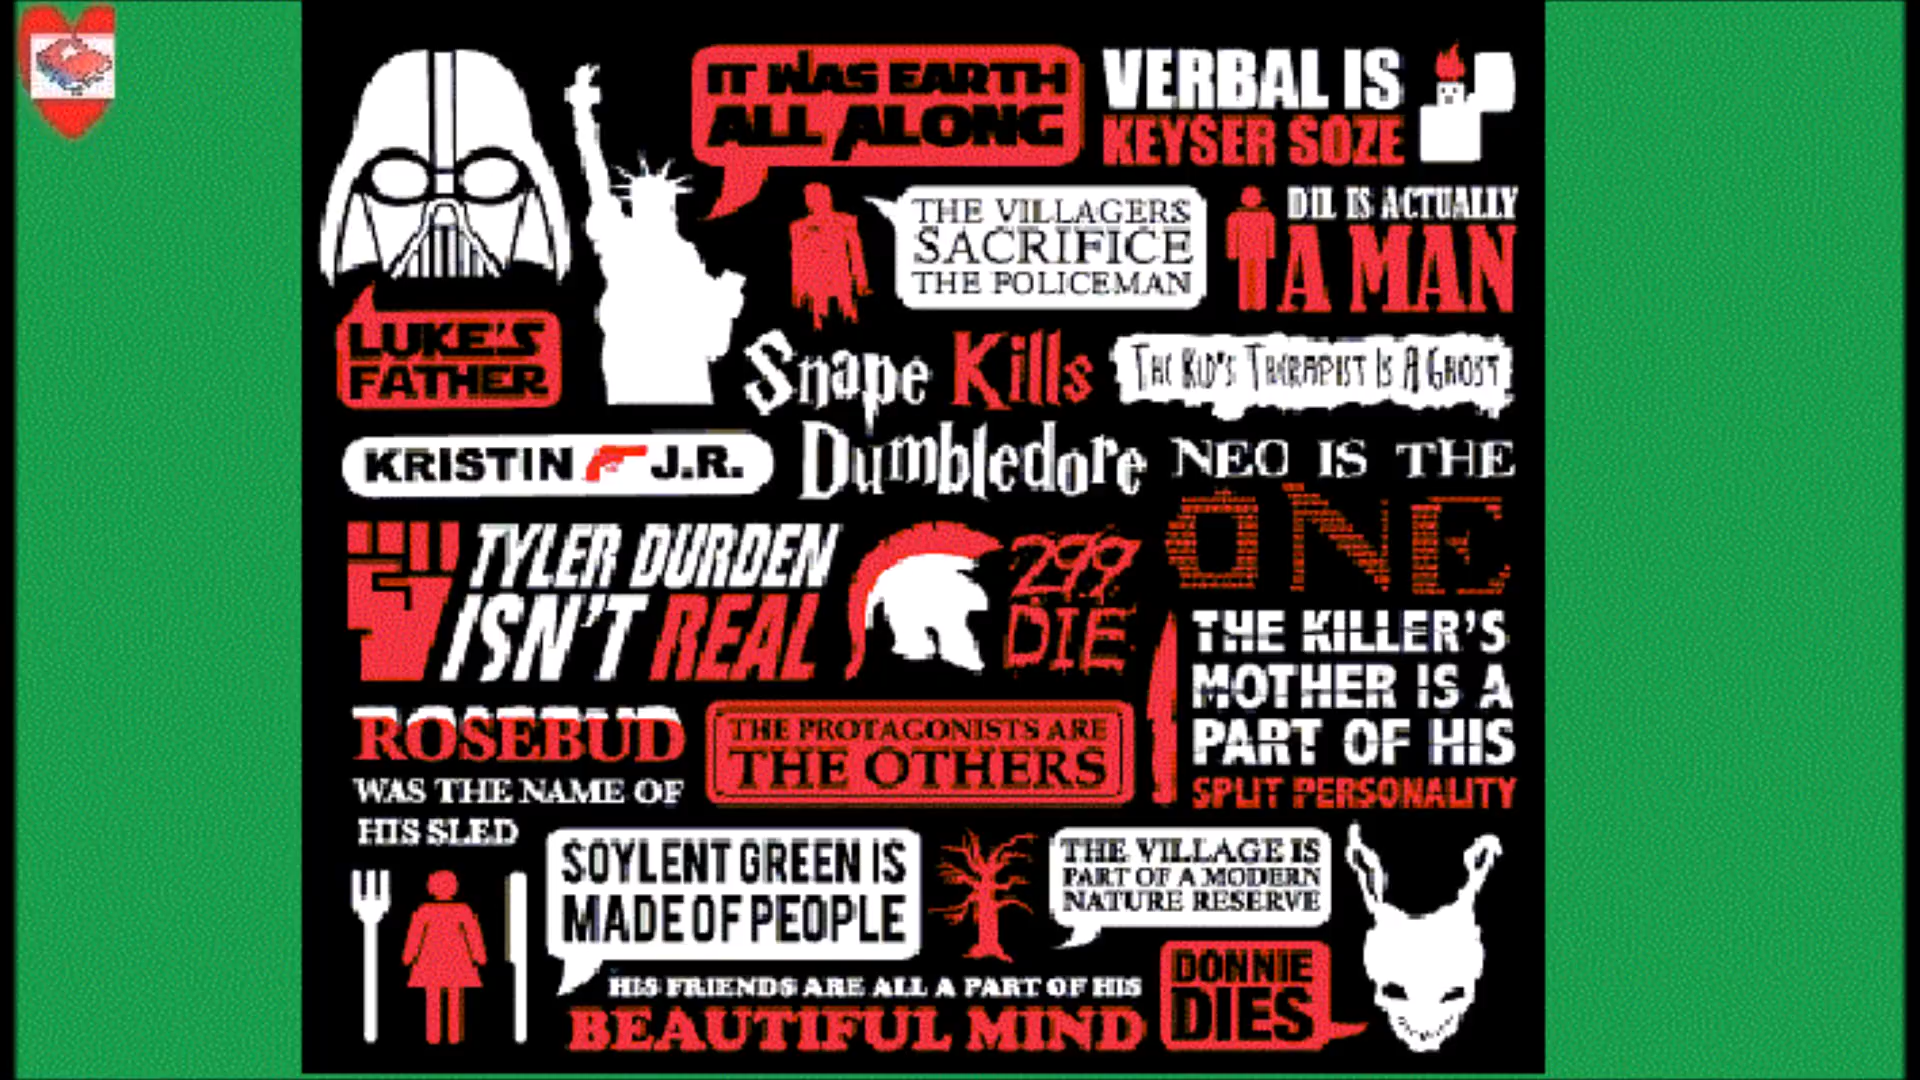 IT WAS EARTH
ALL ALONG
VERBAL IS
KEYSER SOZE
THE VILLAGERS
SACRIFICE
THE POLICEMAN
DIL IS ACTUALLY
A MAN
LUKE'S
FATHER
Snape Kills
Dumbledore
THE KID'S THERAPIST IS A GHOST
KRISTIN J.R.
NEO IS THE
ONE
TYLER DURDEN
ISN'T REAL
299
DIE
THE KILLER'S
MOTHER IS A
PART OF HIS
SPLIT PERSONALITY
ROSEBUD
WAS THE NAME OF
HIS SLED
THE PROTAGONISTS ARE
THE OTHERS
SOYLENT GREEN IS
MADE OF PEOPLE
THE VILLAGE IS
PART OF A MODERN
NATURE RESERVE
HIS FRIENDS ARE ALL A PART OF HIS
BEAUTIFUL MIND
DONNIE
DIES